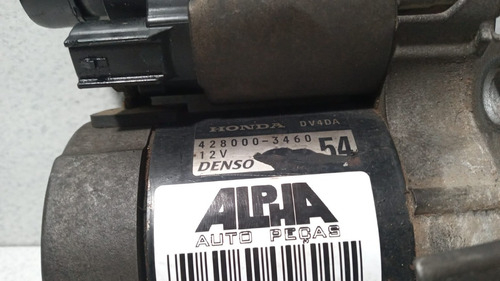 HONDA DV4DA
428000-3460
12V 54
DENSO
ALPHA
AUTO PEÇAS